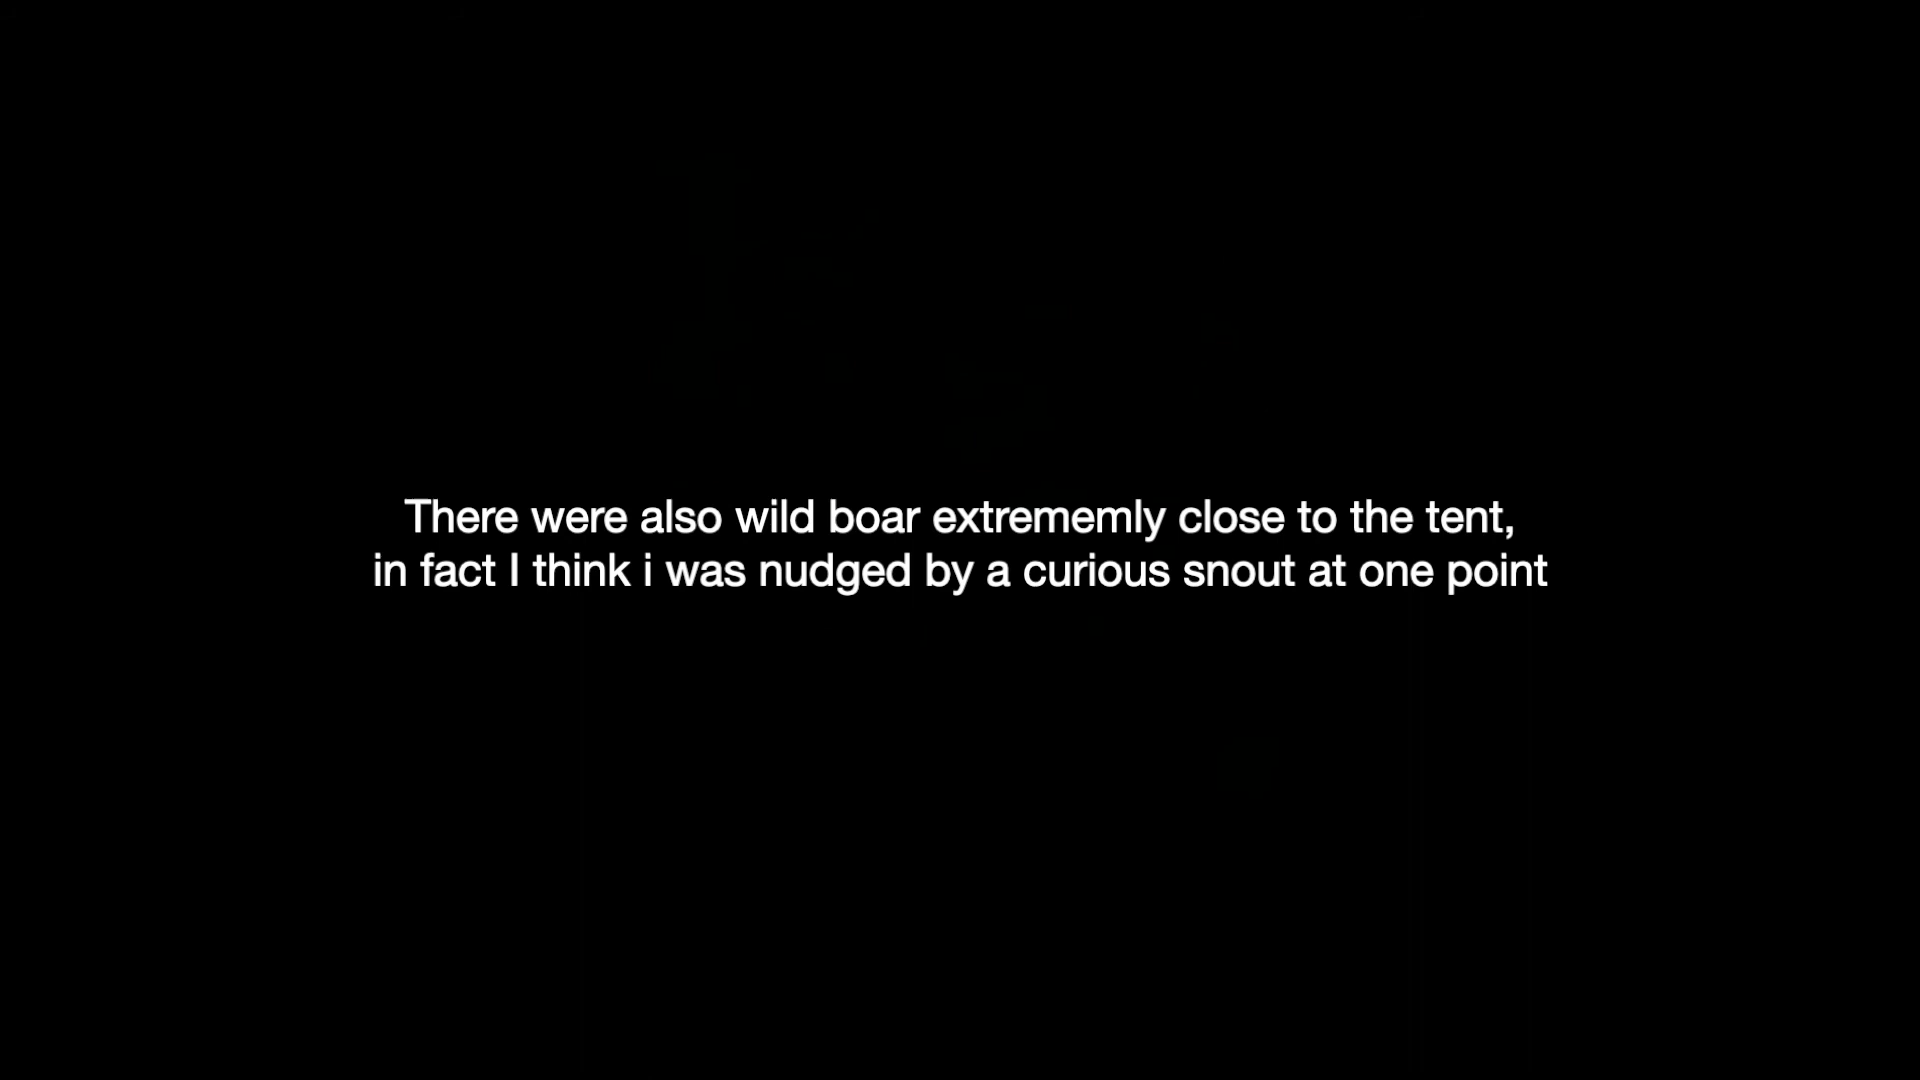 There were also wild boar extrememly close to the tent,
in fact I think i was nudged by a curious snout at one point